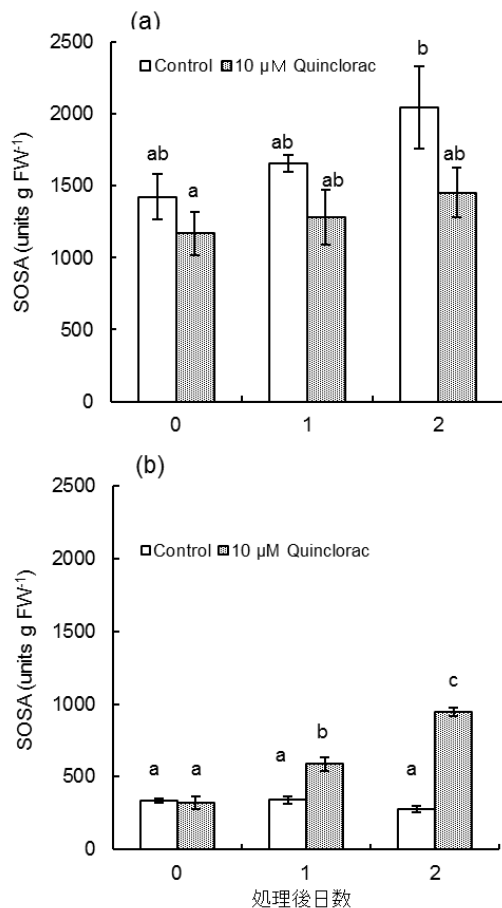 (a)
2500
Control 10 μM Quinclorac
b
2000
ab
ab
ab
ab
a
1500
1000
500
0
SOSA (units g FW-1)
0 1 2
(b)
2500
Control 10 μM Quinclorac
2000
1500
1000
c
b
a a a a
500
0
SOSA (units g FW-1)
0 1 2
処理後日数